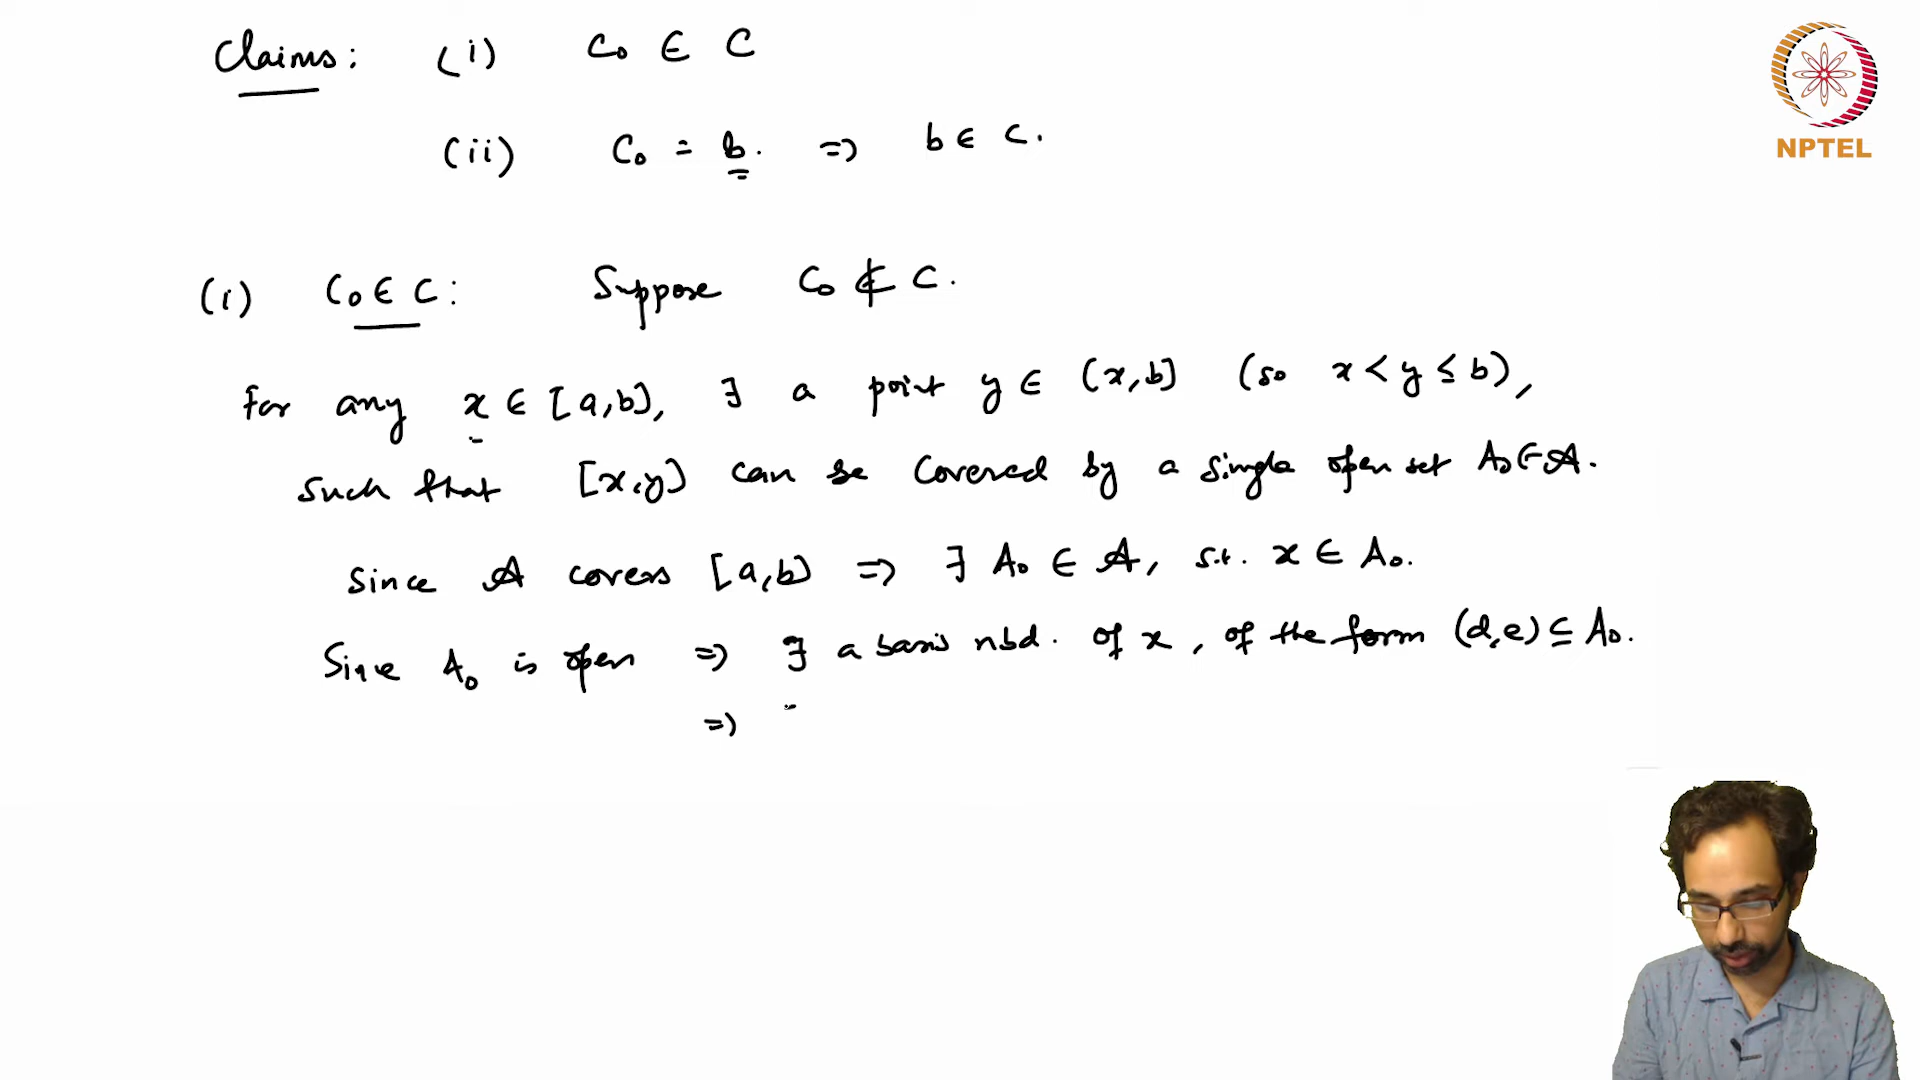 Claims: (i) C₀ ∈ C
(ii) C₀ = b. ⇒ b ∈ C.
(i) C₀ ∈ C: Suppose C₀ ∉ C.
For any x ∈ [a,b], ∃ a point y ∈ (x,b] (so x < y ≤ b),
such that [x,y] can be covered by a single open set A₀ ∈ 𝒜.
Since 𝒜 covers [a,b] ⇒ ∃ A₀ ∈ 𝒜, s.t. x ∈ A₀.
Since A₀ is open ⇒ ∃ a basis nbd. of x, of the form (d,e) ⊆ A₀.
⇒
NPTEL